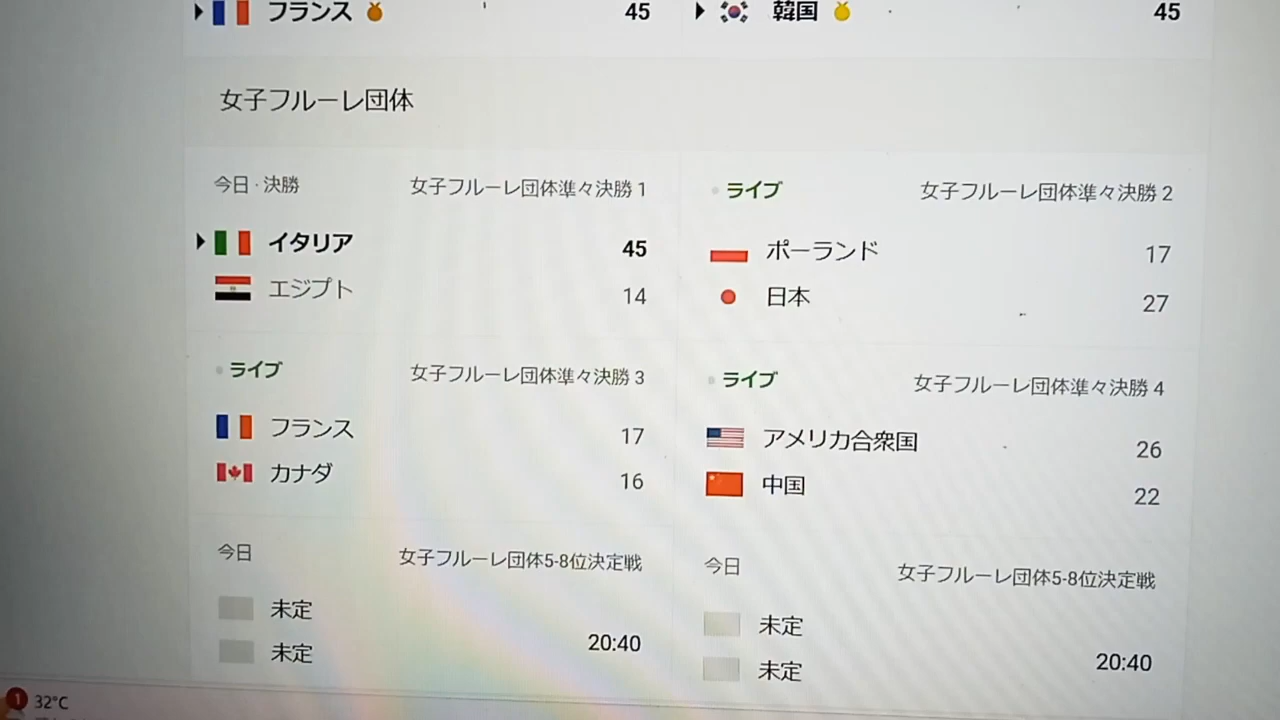 フランス 45
韓国 45
女子フルーレ団体
今日・決勝 女子フルーレ団体準々決勝 1
イタリア 45
エジプト 14
ライブ 女子フルーレ団体準々決勝 2
ポーランド 17
日本 27
ライブ 女子フルーレ団体準々決勝 3
フランス 17
カナダ 16
ライブ 女子フルーレ団体準々決勝 4
アメリカ合衆国 26
中国 22
今日 女子フルーレ団体5-8位決定戦
未定
未定
20:40
今日 女子フルーレ団体5-8位決定戦
未定
未定
20:40
1 32°C